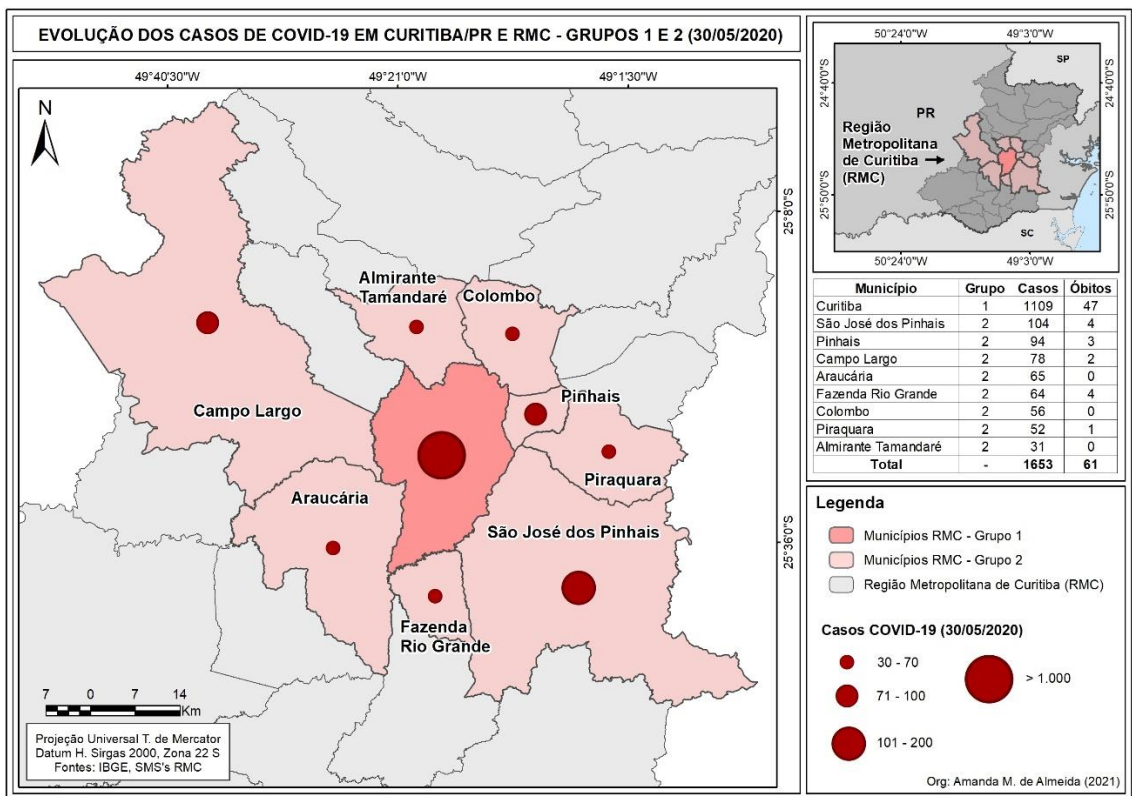 EVOLUÇÃO DOS CASOS DE COVID-19 EM CURITIBA/PR E RMC - GRUPOS 1 E 2 (30/05/2020)
49°40'30"W 49°21'0"W 49°1'30"W
N
25°8'0"S
25°36'0"S
Almirante
Tamandaré
Colombo
Campo Largo
Pinhais
Piraquara
Araucária
São José dos Pinhais
Fazenda
Rio Grande
7 0 7 14
Km
Projeção Universal T. de Mercator
Datum H. Sirgas 2000, Zona 22 S
Fontes: IBGE, SMS's RMC
50°24'0"W 49°3'0"W
24°40'0"S 24°40'0"S
SP
PR
Região
Metropolitana
de Curitiba
(RMC)
25°50'0"S 25°50'0"S
SC
50°24'0"W 49°3'0"W
Município Grupo Casos Óbitos
Curitiba 1 1109 47
São José dos Pinhais 2 104 4
Pinhais 2 94 3
Campo Largo 2 78 2
Araucária 2 65 0
Fazenda Rio Grande 2 64 4
Colombo 2 56 0
Piraquara 2 52 1
Almirante Tamandaré 2 31 0
Total - 1653 61
Legenda
Municípios RMC - Grupo 1
Municípios RMC - Grupo 2
Região Metropolitana de Curitiba (RMC)
Casos COVID-19 (30/05/2020)
30 - 70
71 - 100
101 - 200
> 1.000
Org: Amanda M. de Almeida (2021)